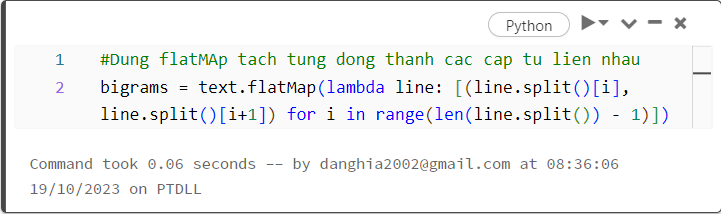 Python
1 #Dung flatMAp tach tung dong thanh cac cap tu lien nhau
2 bigrams = text.flatMap(lambda line: [(line.split()[i],
line.split()[i+1]) for i in range(len(line.split()) - 1)])
Command took 0.06 seconds -- by danghia2002@gmail.com at 08:36:06
19/10/2023 on PTDLL